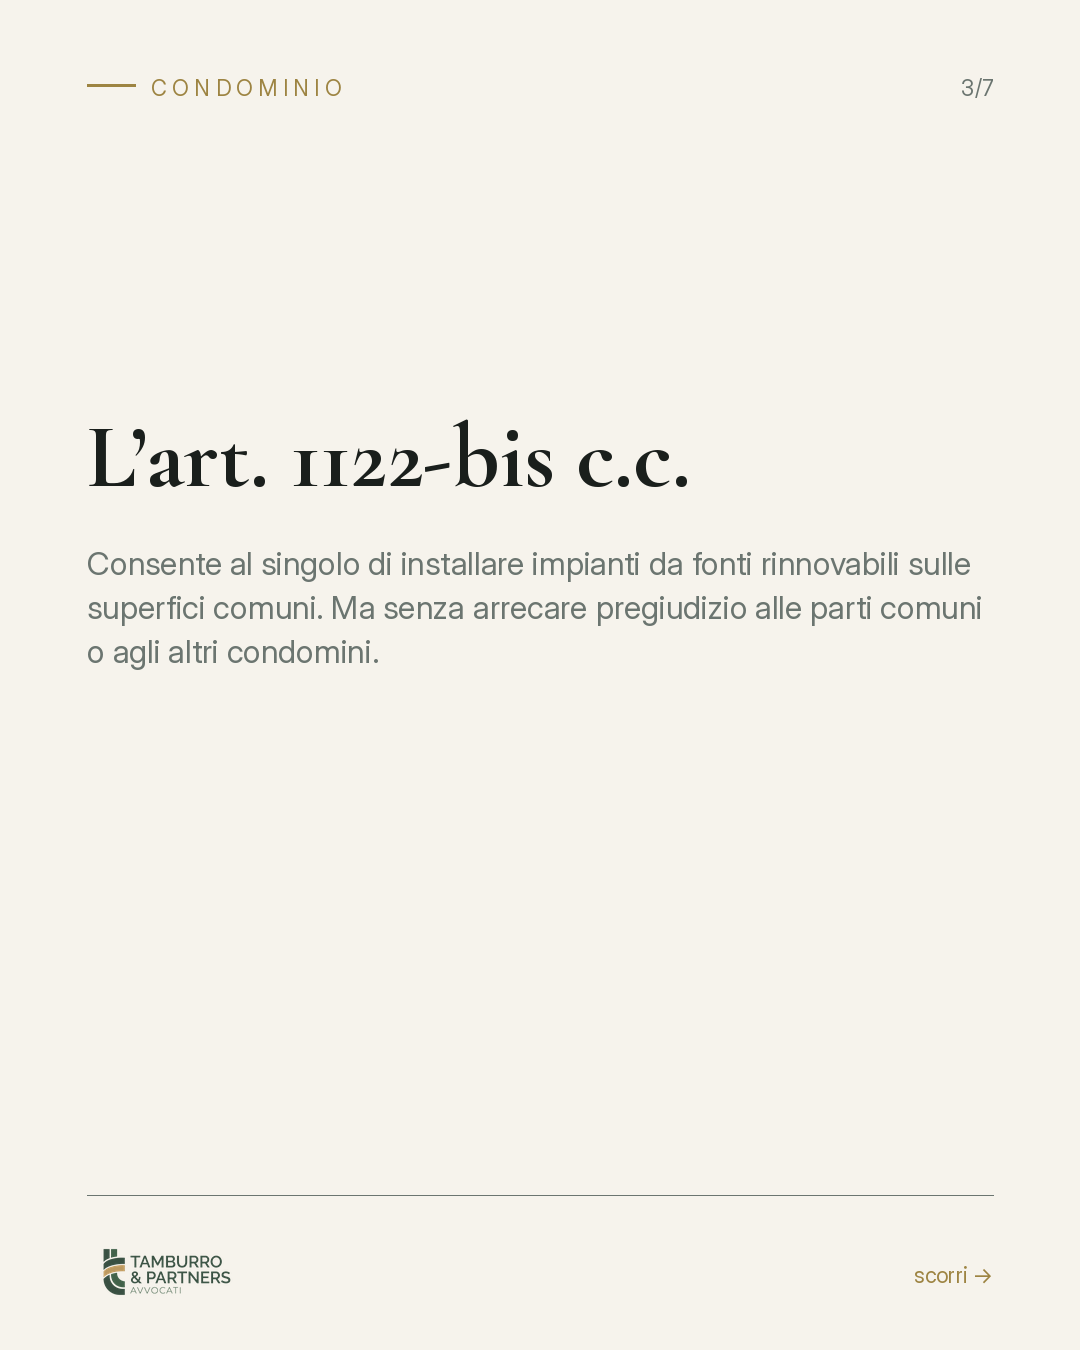 CONDOMINIO
3/7
L’art. 1122-bis c.c.
Consente al singolo di installare impianti da fonti rinnovabili sulle
superfici comuni. Ma senza arrecare pregiudizio alle parti comuni
o agli altri condomini.
TAMBURRO
& PARTNERS
AVVOCATI
scorri →